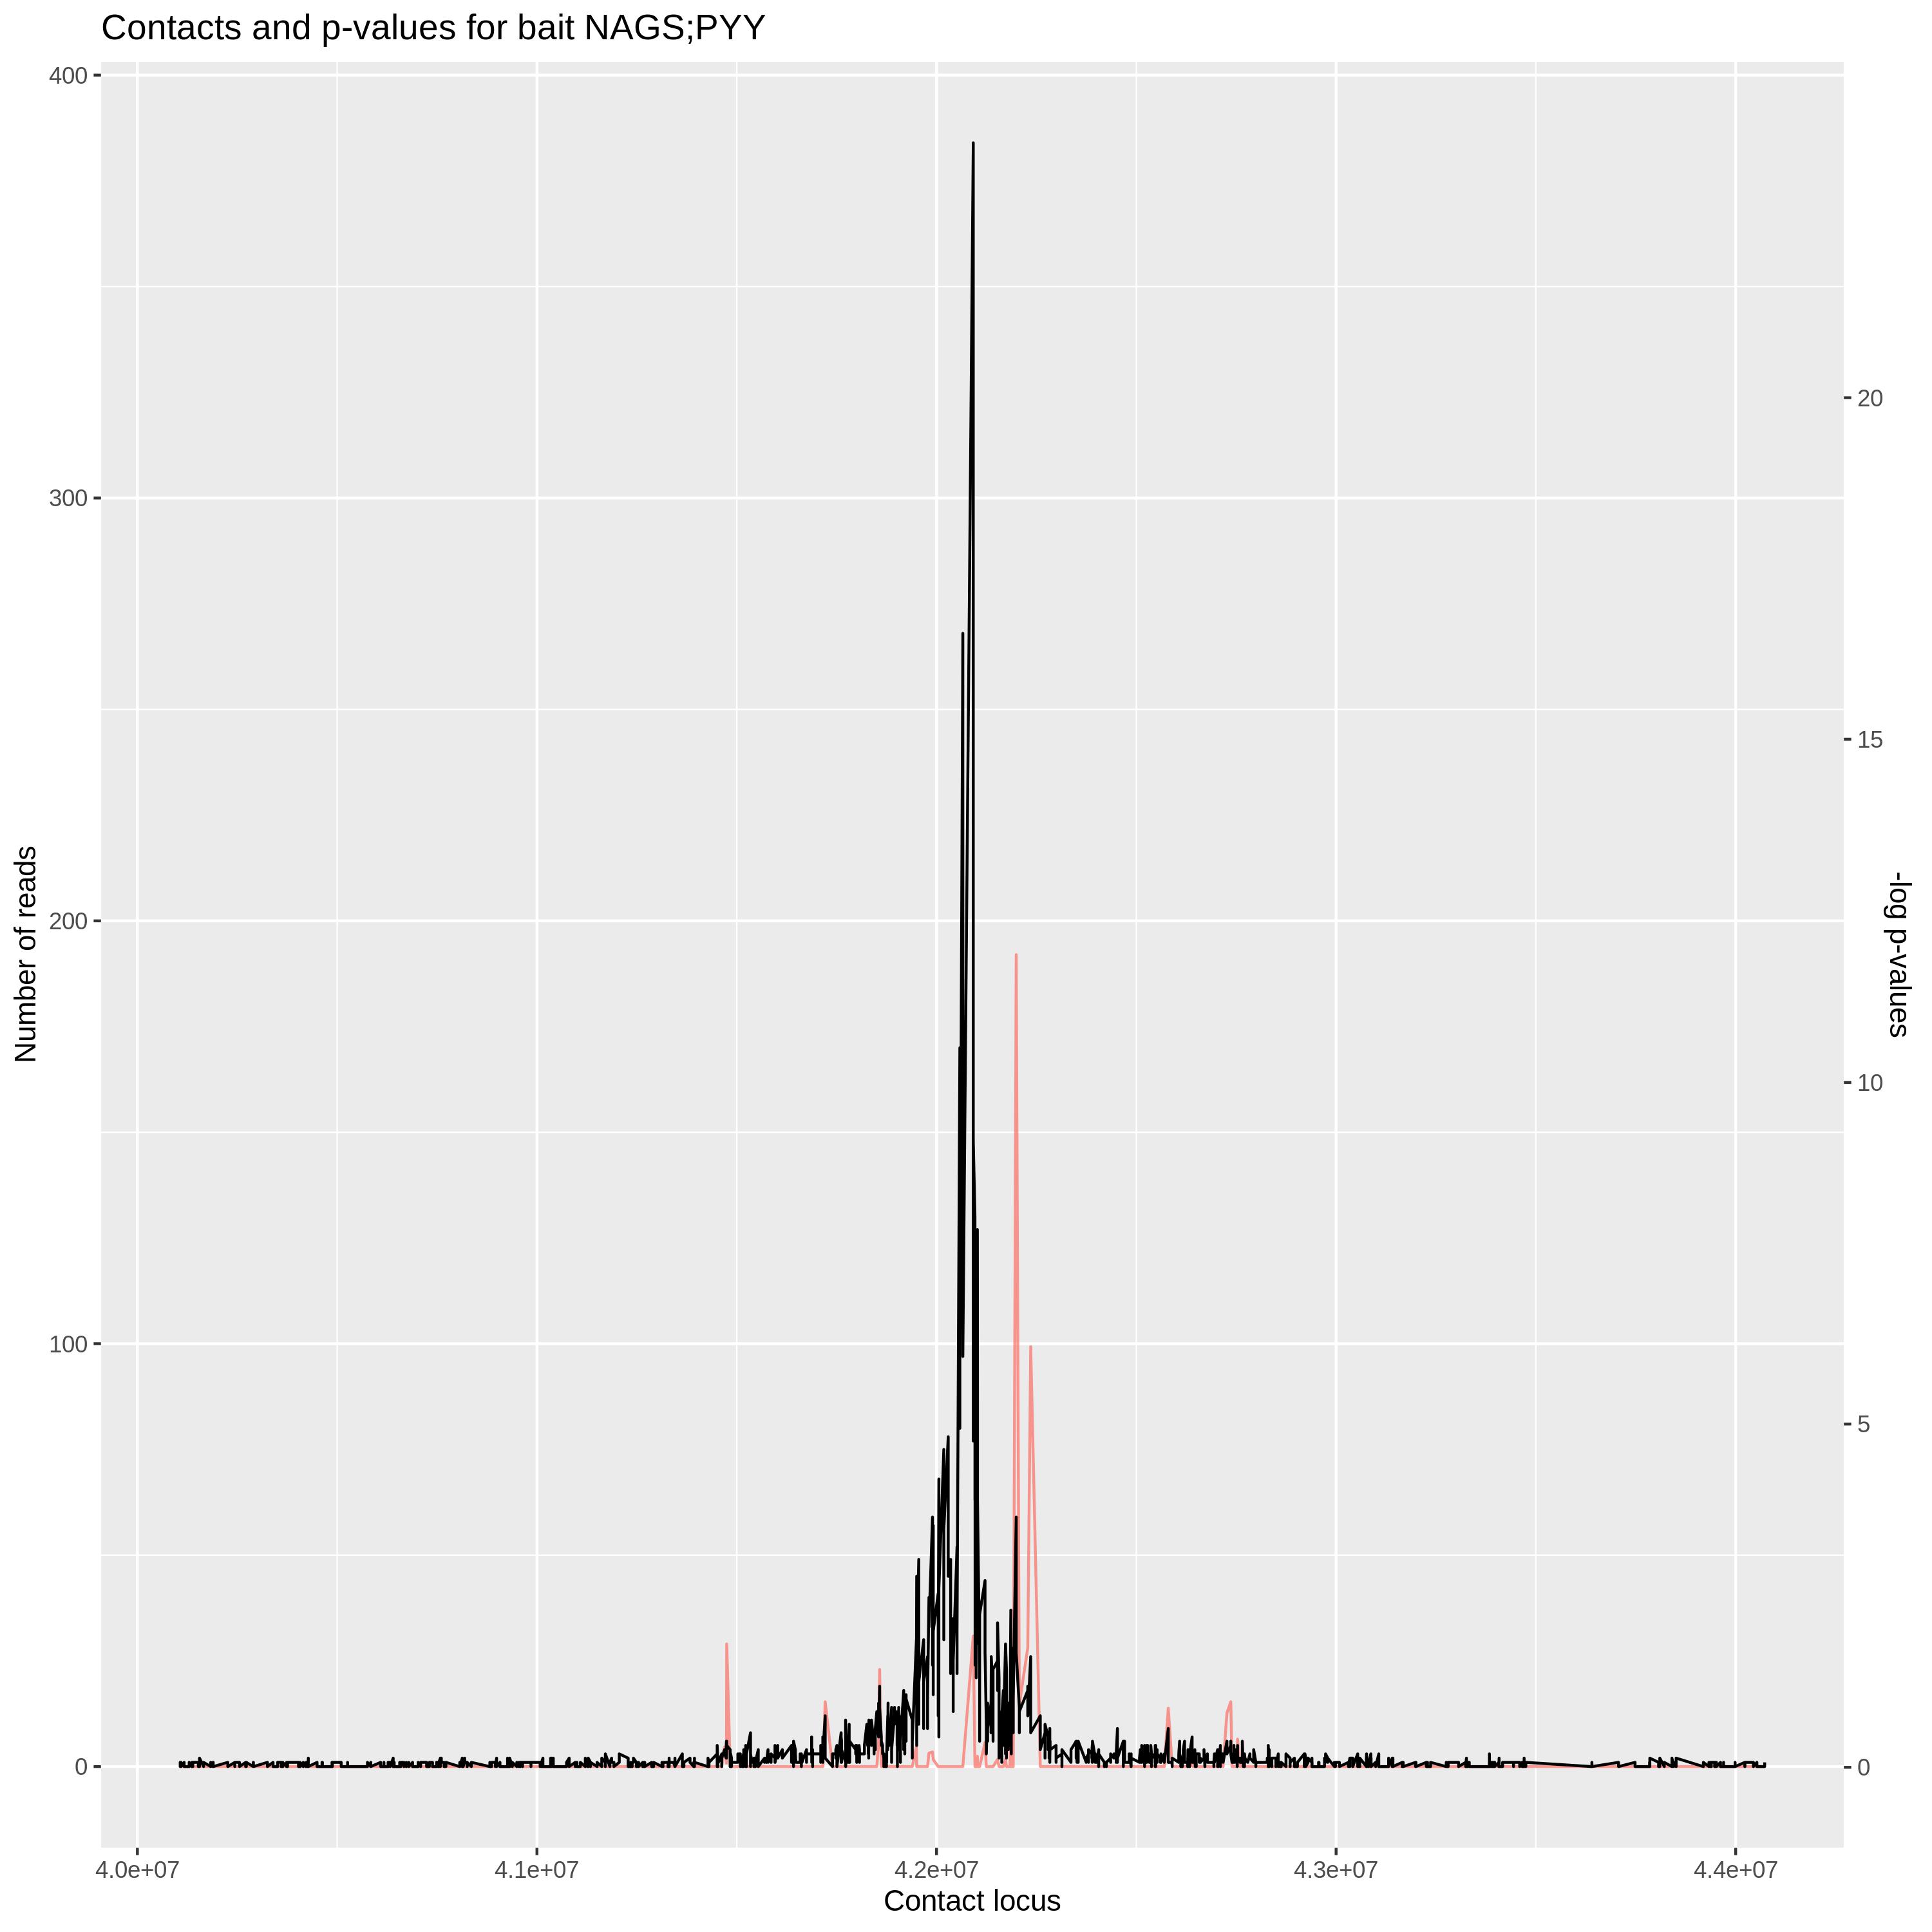 Contacts and p-values for bait NAGS;PYY
400
300
200
100
0
Number of reads
20
15
10
5
0
-log p-values
4.0e+07
4.1e+07
4.2e+07
4.3e+07
4.4e+07
Contact locus